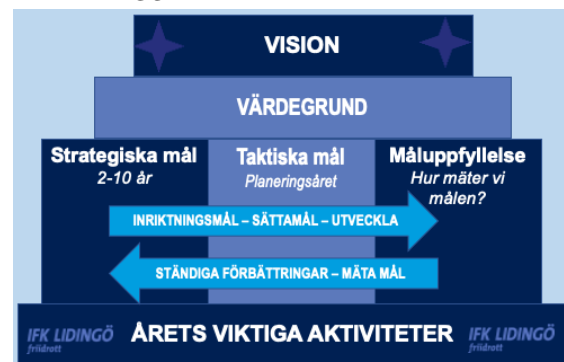 VISION
VÄRDEGRUND
Strategiska mål
2-10 år
Taktiska mål
Planeringsåret
Måluppfyllelse
Hur mäter vi
målen?
INRIKTNINGSMÅL – SÄTTAMÅL – UTVECKLA
STÄNDIGA FÖRBÄTTRINGAR – MÄTA MÅL
IFK LIDINGÖ
friidrott
ÅRETS VIKTIGA AKTIVITETER
IFK LIDINGÖ
friidrott